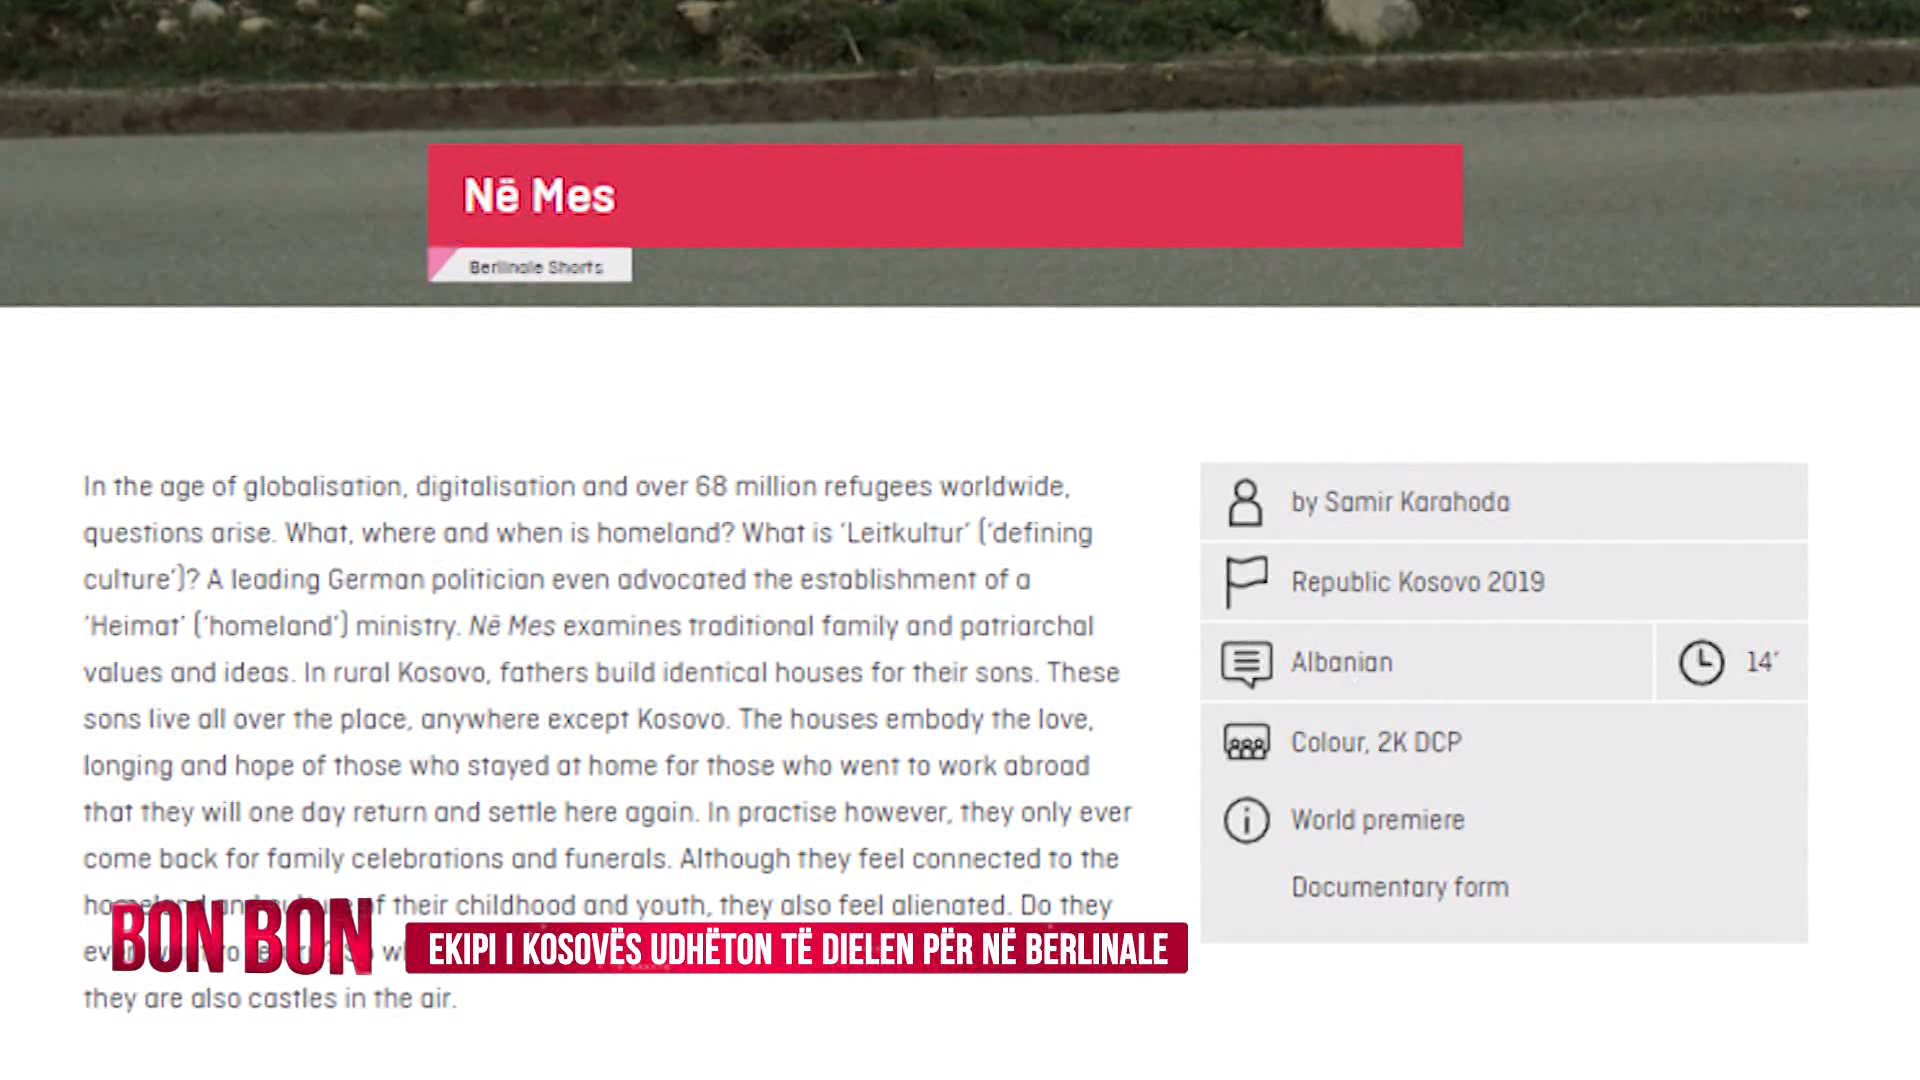 Në Mes
Berlinale Shorts
In the age of globalisation, digitalisation and over 68 million refugees worldwide,
questions arise. What, where and when is homeland? What is 'Leitkultur' ('defining
culture')? A leading German politician even advocated the establishment of a
'Heimat' ('homeland') ministry. Në Mes examines traditional family and patriarchal
values and ideas. In rural Kosovo, fathers build identical houses for their sons. These
sons live all over the place, anywhere except Kosovo. The houses embody the love,
longing and hope of those who stayed at home for those who went to work abroad
that they will one day return and settle here again. In practise however, they only ever
come back for family celebrations and funerals. Although they feel connected to the
of their childhood and youth, they also feel alienated. Do they
they are also castles in the air.
by Samir Karahoda
Republic Kosovo 2019
Albanian
14'
Colour, 2K DCP
World premiere
Documentary form
BON BON
EKIPI I KOSOVËS UDHËTON TË DIELEN PËR NË BERLINALE